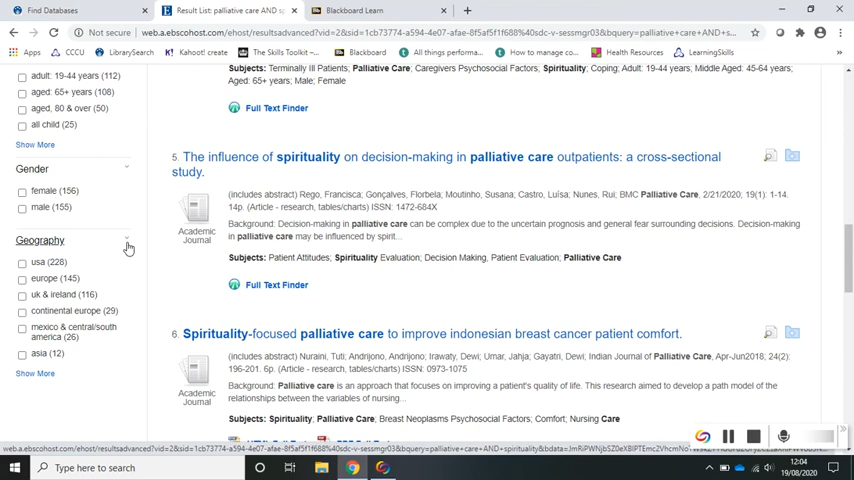 Find Databases
Result List: palliative care AND sp
Blackboard Learn
Not secure
web.a.ebscohost.com/ehost/resultsadvanced?vid=2&sid=1cb73774-a594-4e07-afae-8f5af5f1f688%40sdc-v-sessmgr03&bquery=palliative+care+AND+s...
Apps
CCCU
LibrarySearch
Kahoot! create
The Skills Toolkit -...
Blackboard
All things performa...
How to manage co...
Health Resources
LearningSkills
adult: 19-44 years (112)
aged: 65+ years (108)
aged, 80 & over (50)
all child (25)
Show More
Gender
female (156)
male (155)
Geography
usa (228)
europe (145)
uk & ireland (116)
continental europe (29)
mexico & central/south
america (26)
asia (12)
Show More
Subjects: Terminally Ill Patients, Palliative Care; Caregivers Psychosocial Factors; Spirituality; Coping; Adult: 19-44 years; Middle Aged: 45-64 years;
Aged: 65+ years; Male; Female
Full Text Finder
5. The influence of spirituality on decision-making in palliative care outpatients: a cross-sectional
study.
Academic
Journal
(includes abstract) Rego, Francisca; Gonçalves, Florbela; Moutinho, Susana; Castro, Luísa; Nunes, Rui; BMC Palliative Care, 2/21/2020; 19(1): 1-14.
14p. (Article - research, tables/charts) ISSN: 1472-684X
Background: Decision-making in palliative care can be complex due to the uncertain prognosis and general fear surrounding decisions. Decision-making
in palliative care may be influenced by spirit...
Subjects: Patient Attitudes; Spirituality Evaluation; Decision Making, Patient Evaluation; Palliative Care
Full Text Finder
6. Spirituality-focused palliative care to improve indonesian breast cancer patient comfort.
Academic
Journal
(includes abstract) Nuraini, Tuti; Andrijono, Andrijono; Irawaty, Dewi; Umar, Jahja; Gayatri, Dewi; Indian Journal of Palliative Care, Apr-Jun2018; 24(2):
196-201. 6p. (Article - research, tables/charts) ISSN: 0973-1075
Background: Palliative care is an approach that focuses on improving a patient's quality of life. This research aimed to develop a path model of the
relationships between the variables of nursing...
Subjects: Spirituality; Palliative Care; Breast Neoplasms Psychosocial Factors; Comfort; Nursing Care
Type here to search
12:04
19/08/2020